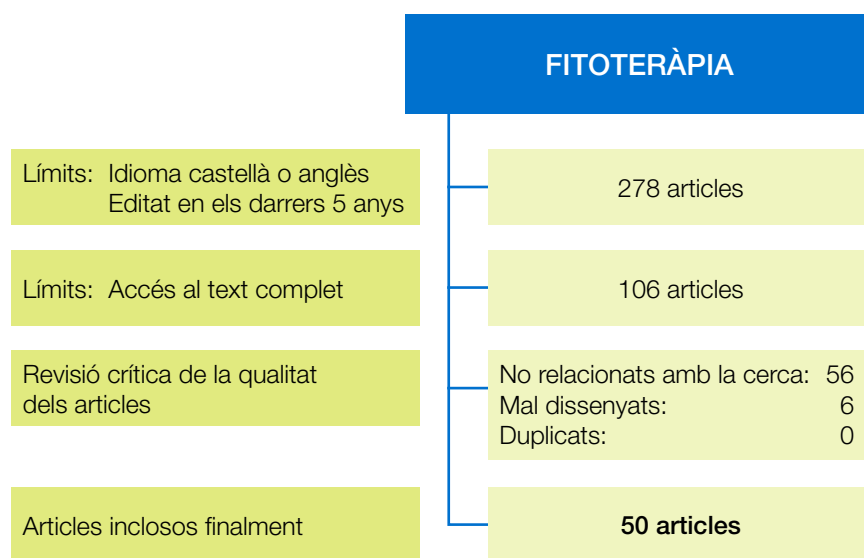 FITOTERÀPIA
Límits: Idioma castellà o anglès
Editat en els darrers 5 anys
278 articles
Límits: Accés al text complet
106 articles
Revisió crítica de la qualitat
dels articles
No relacionats amb la cerca: 56
Mal dissenyats: 6
Duplicats: 0
Articles inclosos finalment
50 articles